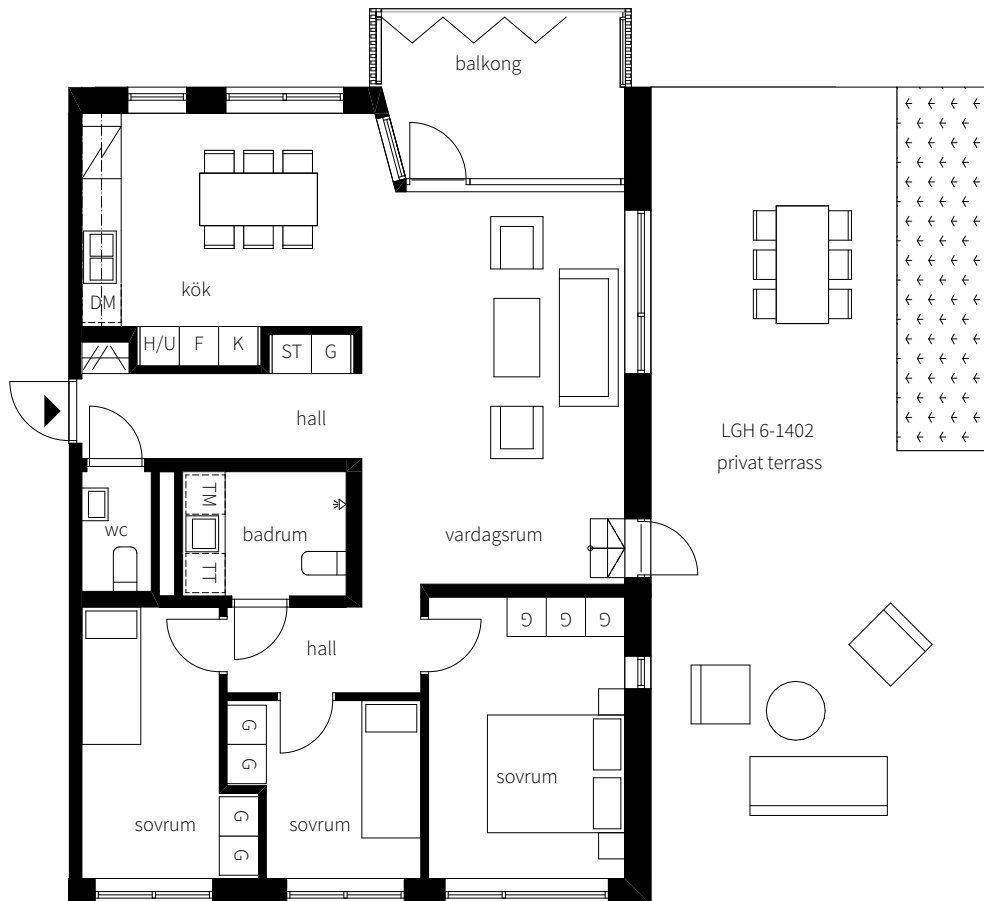 balkong
kök
DM
H/U F K
ST G
hall
LGH 6-1402
privat terrass
wc
TM
badrum
TT
vardagsrum
hall
G G G
G
G
sovrum
G
G
sovrum
sovrum